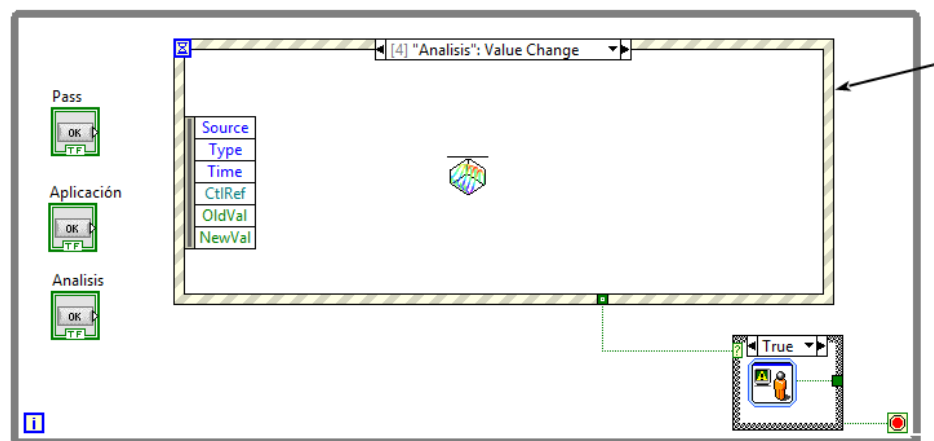 [4] "Analisis": Value Change
Pass
OK
TF
Source
Type
Time
CtlRef
OldVal
NewVal
Aplicación
OK
TF
Analisis
OK
TF
? True
i